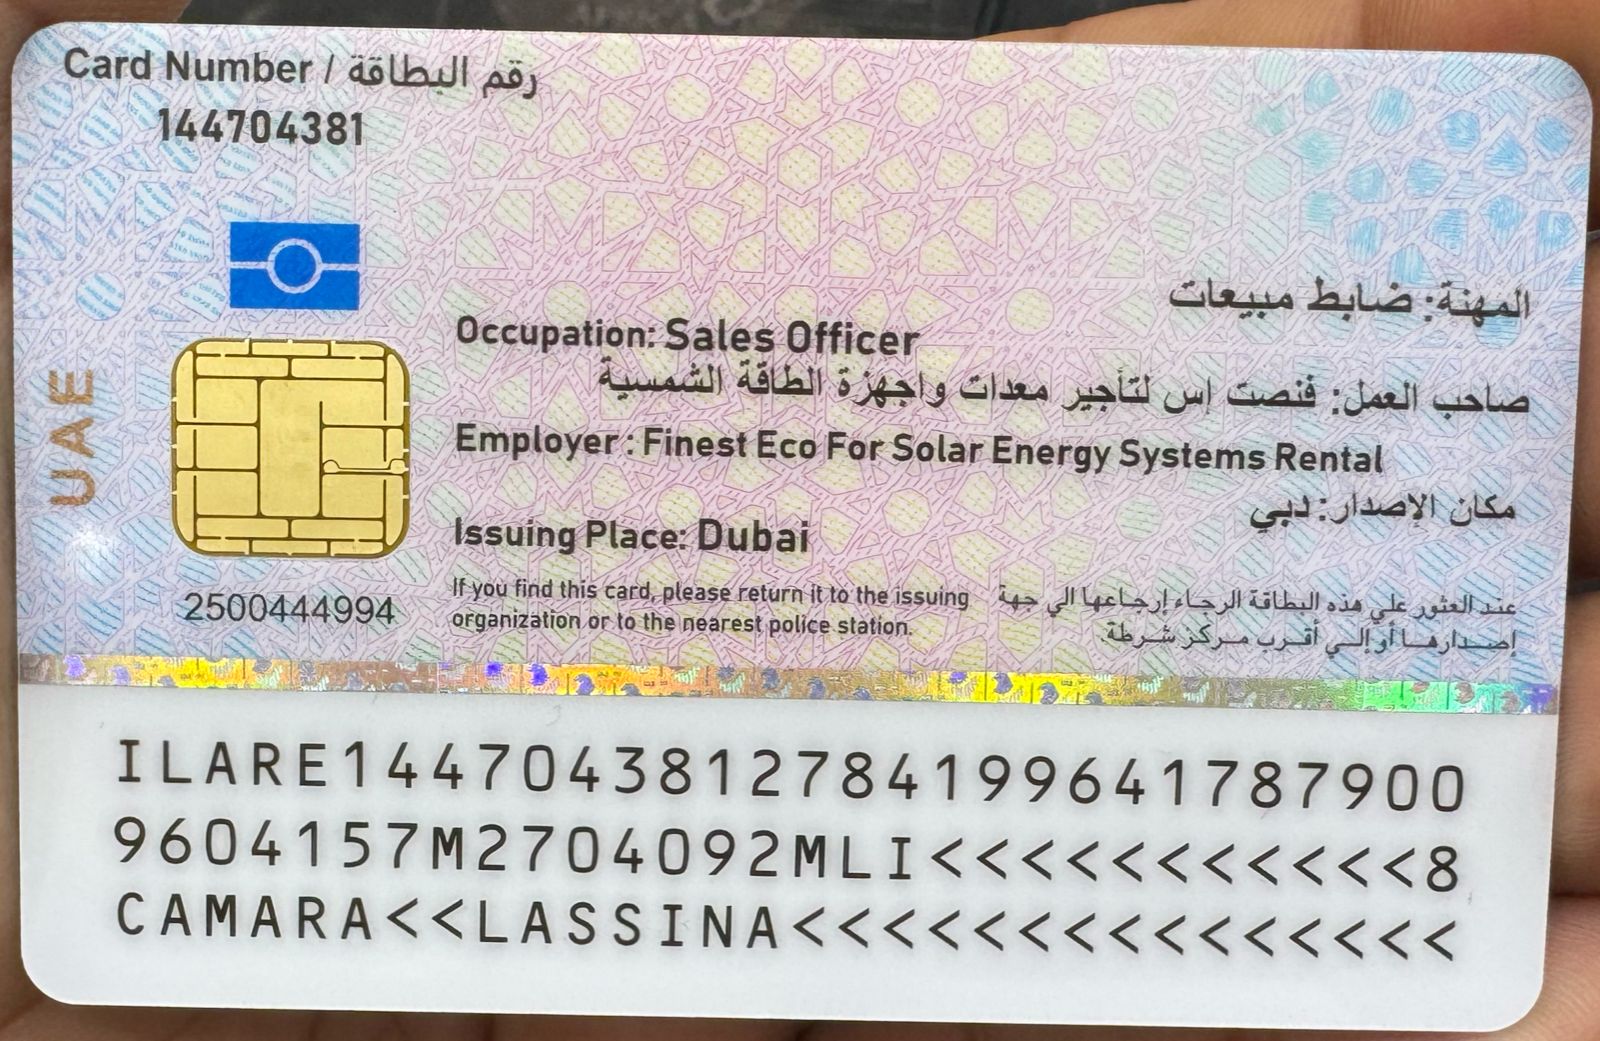 Card Number / رقم البطاقة
144704381
المهنة: ضابط مبيعات
Occupation: Sales Officer
صاحب العمل: فنصت إس لتأجير معدات واجهزة الطاقة الشمسية
Employer : Finest Eco For Solar Energy Systems Rental
مكان الإصدار: دبي
Issuing Place: Dubai
UAE
2500444994
If you find this card, please return it to the issuing
organization or to the nearest police station.
عند العثور علي هذه البطاقة الرجاء إرجاعها الي جهة
إصدارها أو إلي أقرب مركز شرطة.
ILARE1447043812784199641787900
9604157M2704092MLI<<<<<<<<<<<8
CAMARA<<LASSINA<<<<<<<<<<<<<<<